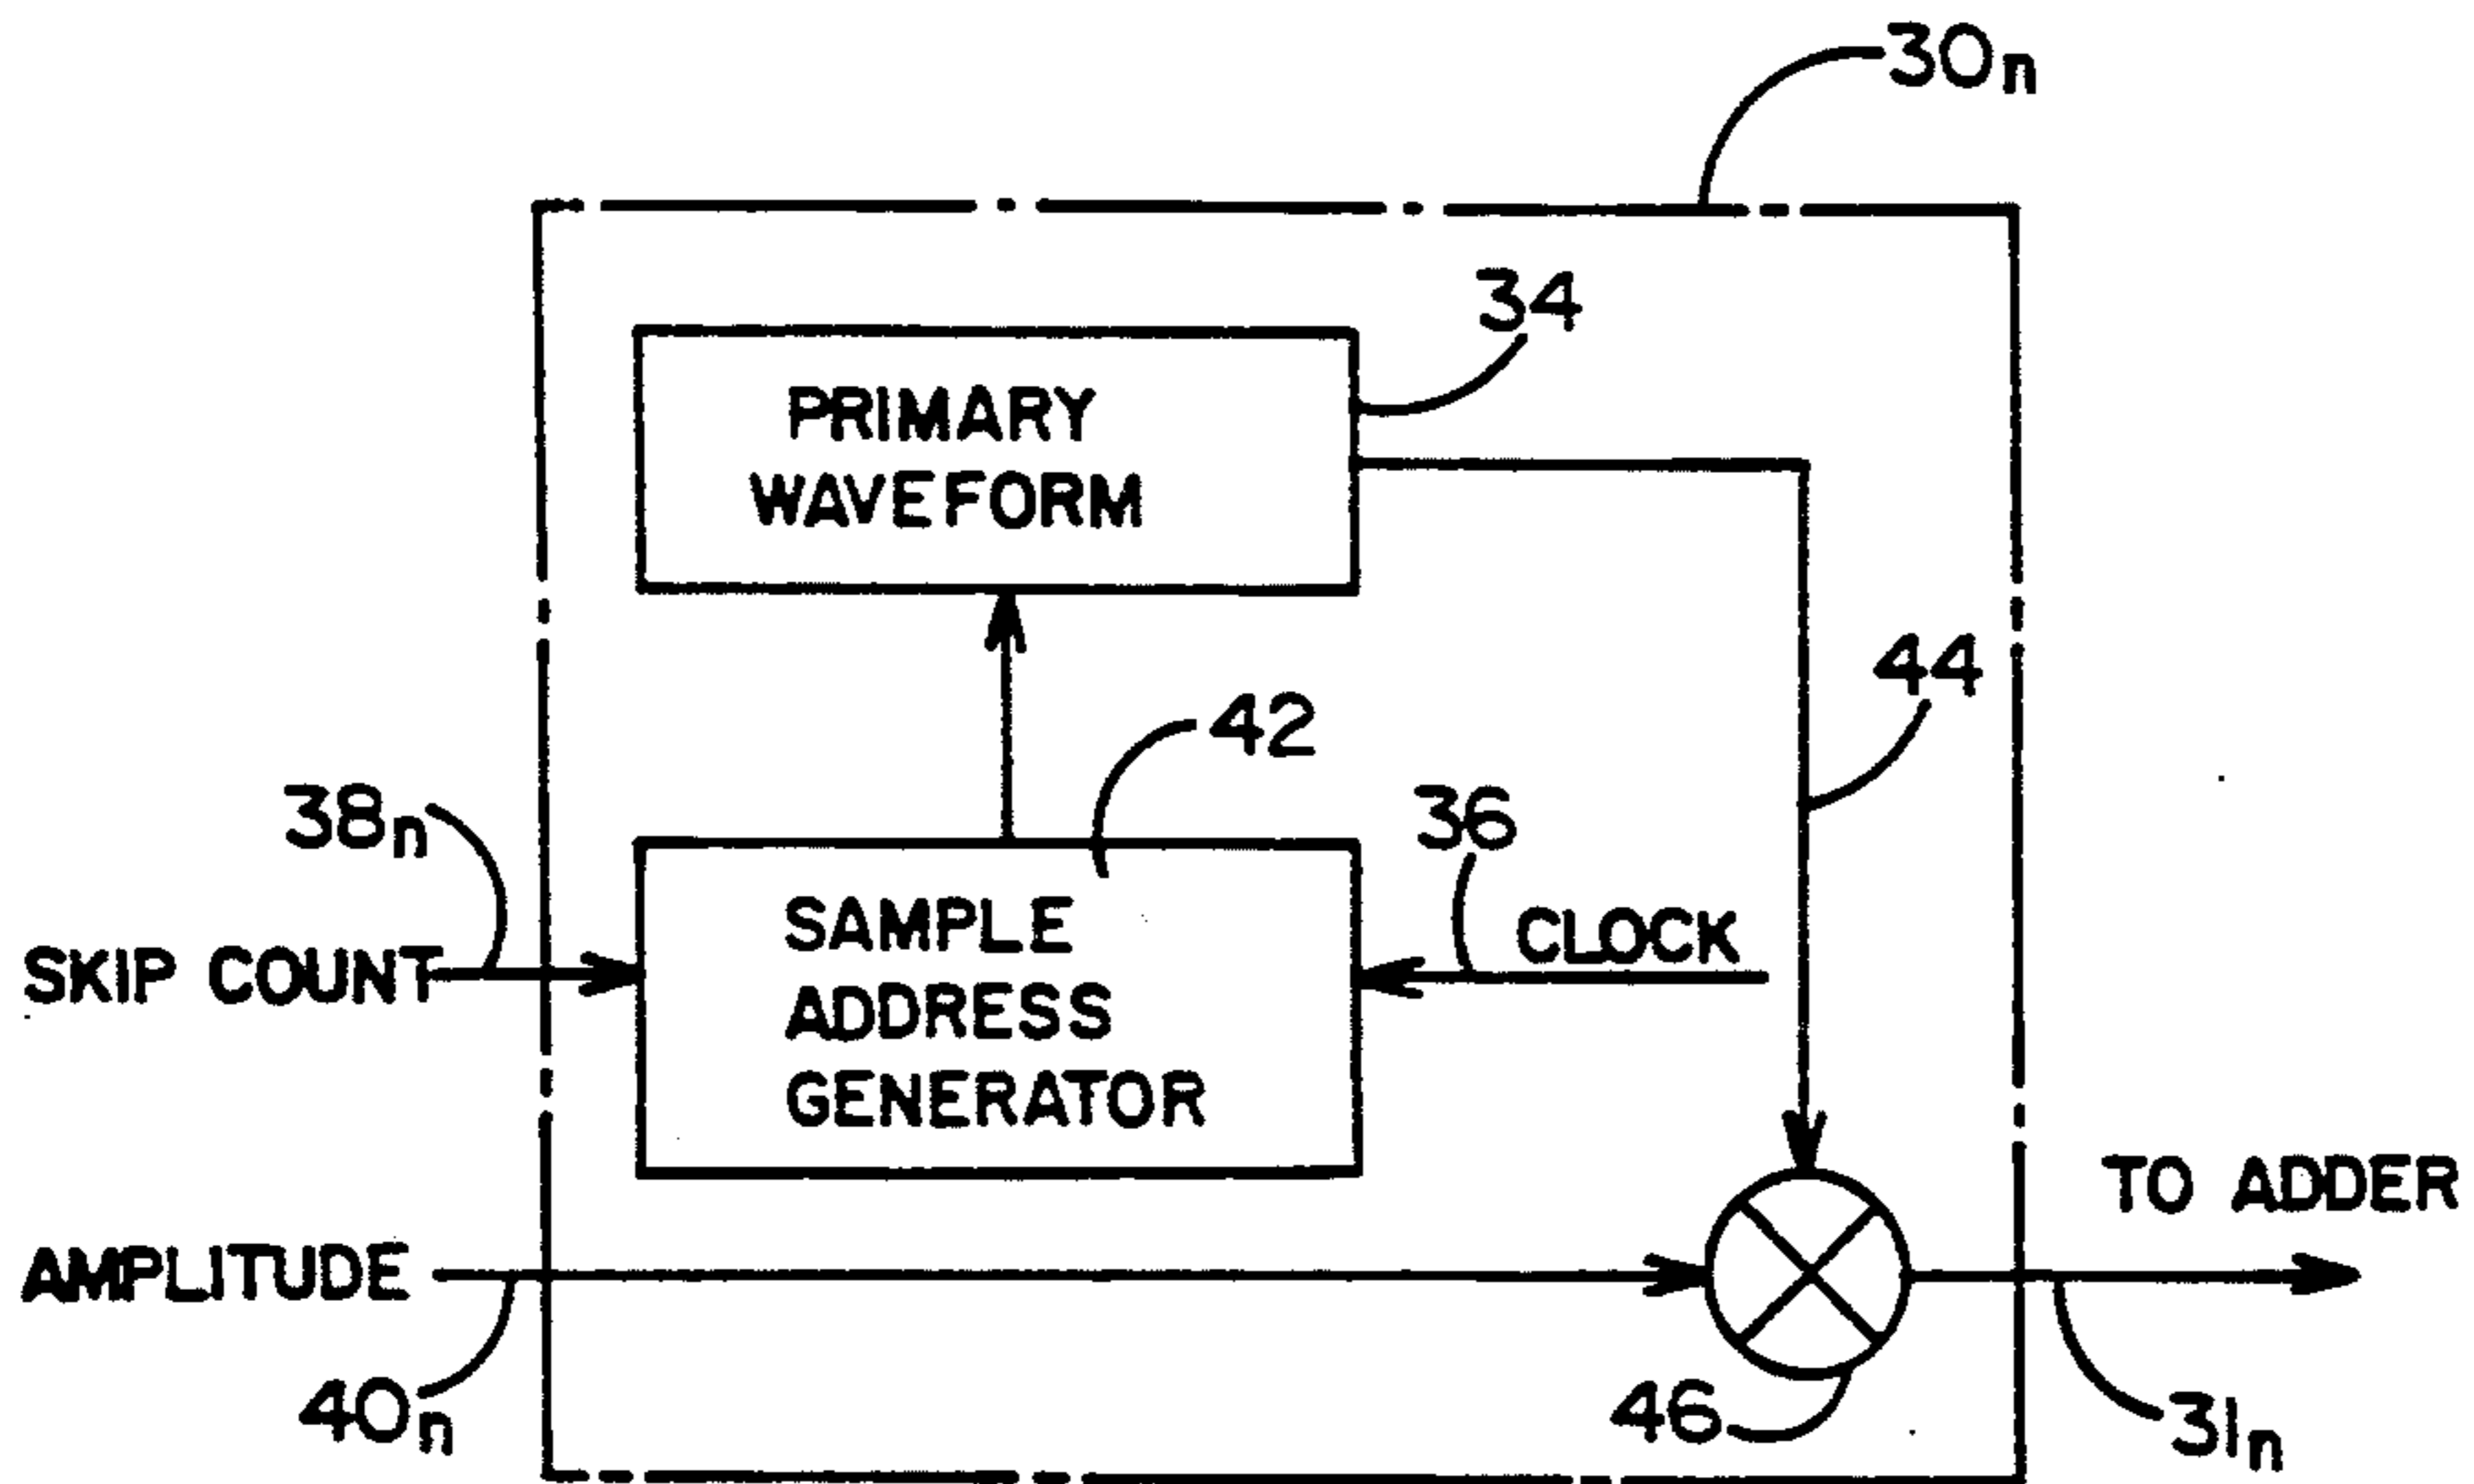 30n
34
PRIMARY
WAVEFORM
44
42
38n
36
SKIP COUNT
SAMPLE
ADDRESS
GENERATOR
CLOCK
TO ADDER
AMPLITUDE
40n
46
31n